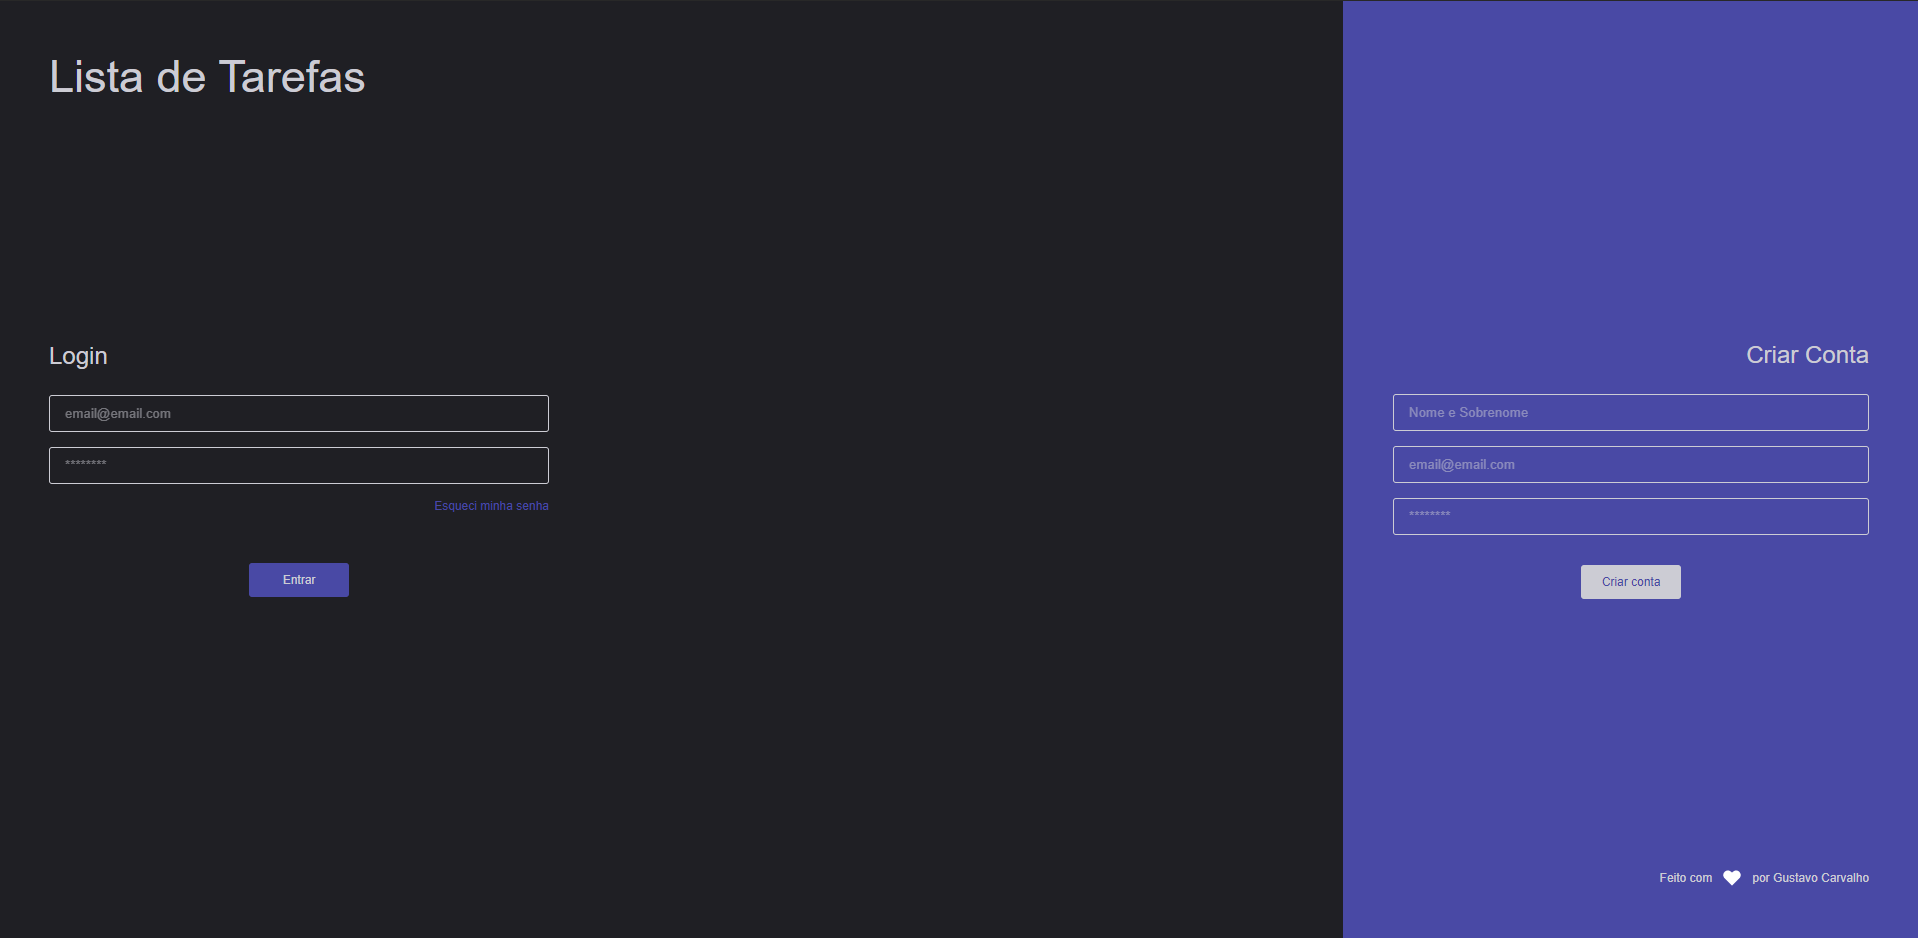 Lista de Tarefas
Login
email@email.com
********
Esqueci minha senha
Entrar
Criar Conta
Nome e Sobrenome
email@email.com
********
Criar conta
Feito com por Gustavo Carvalho